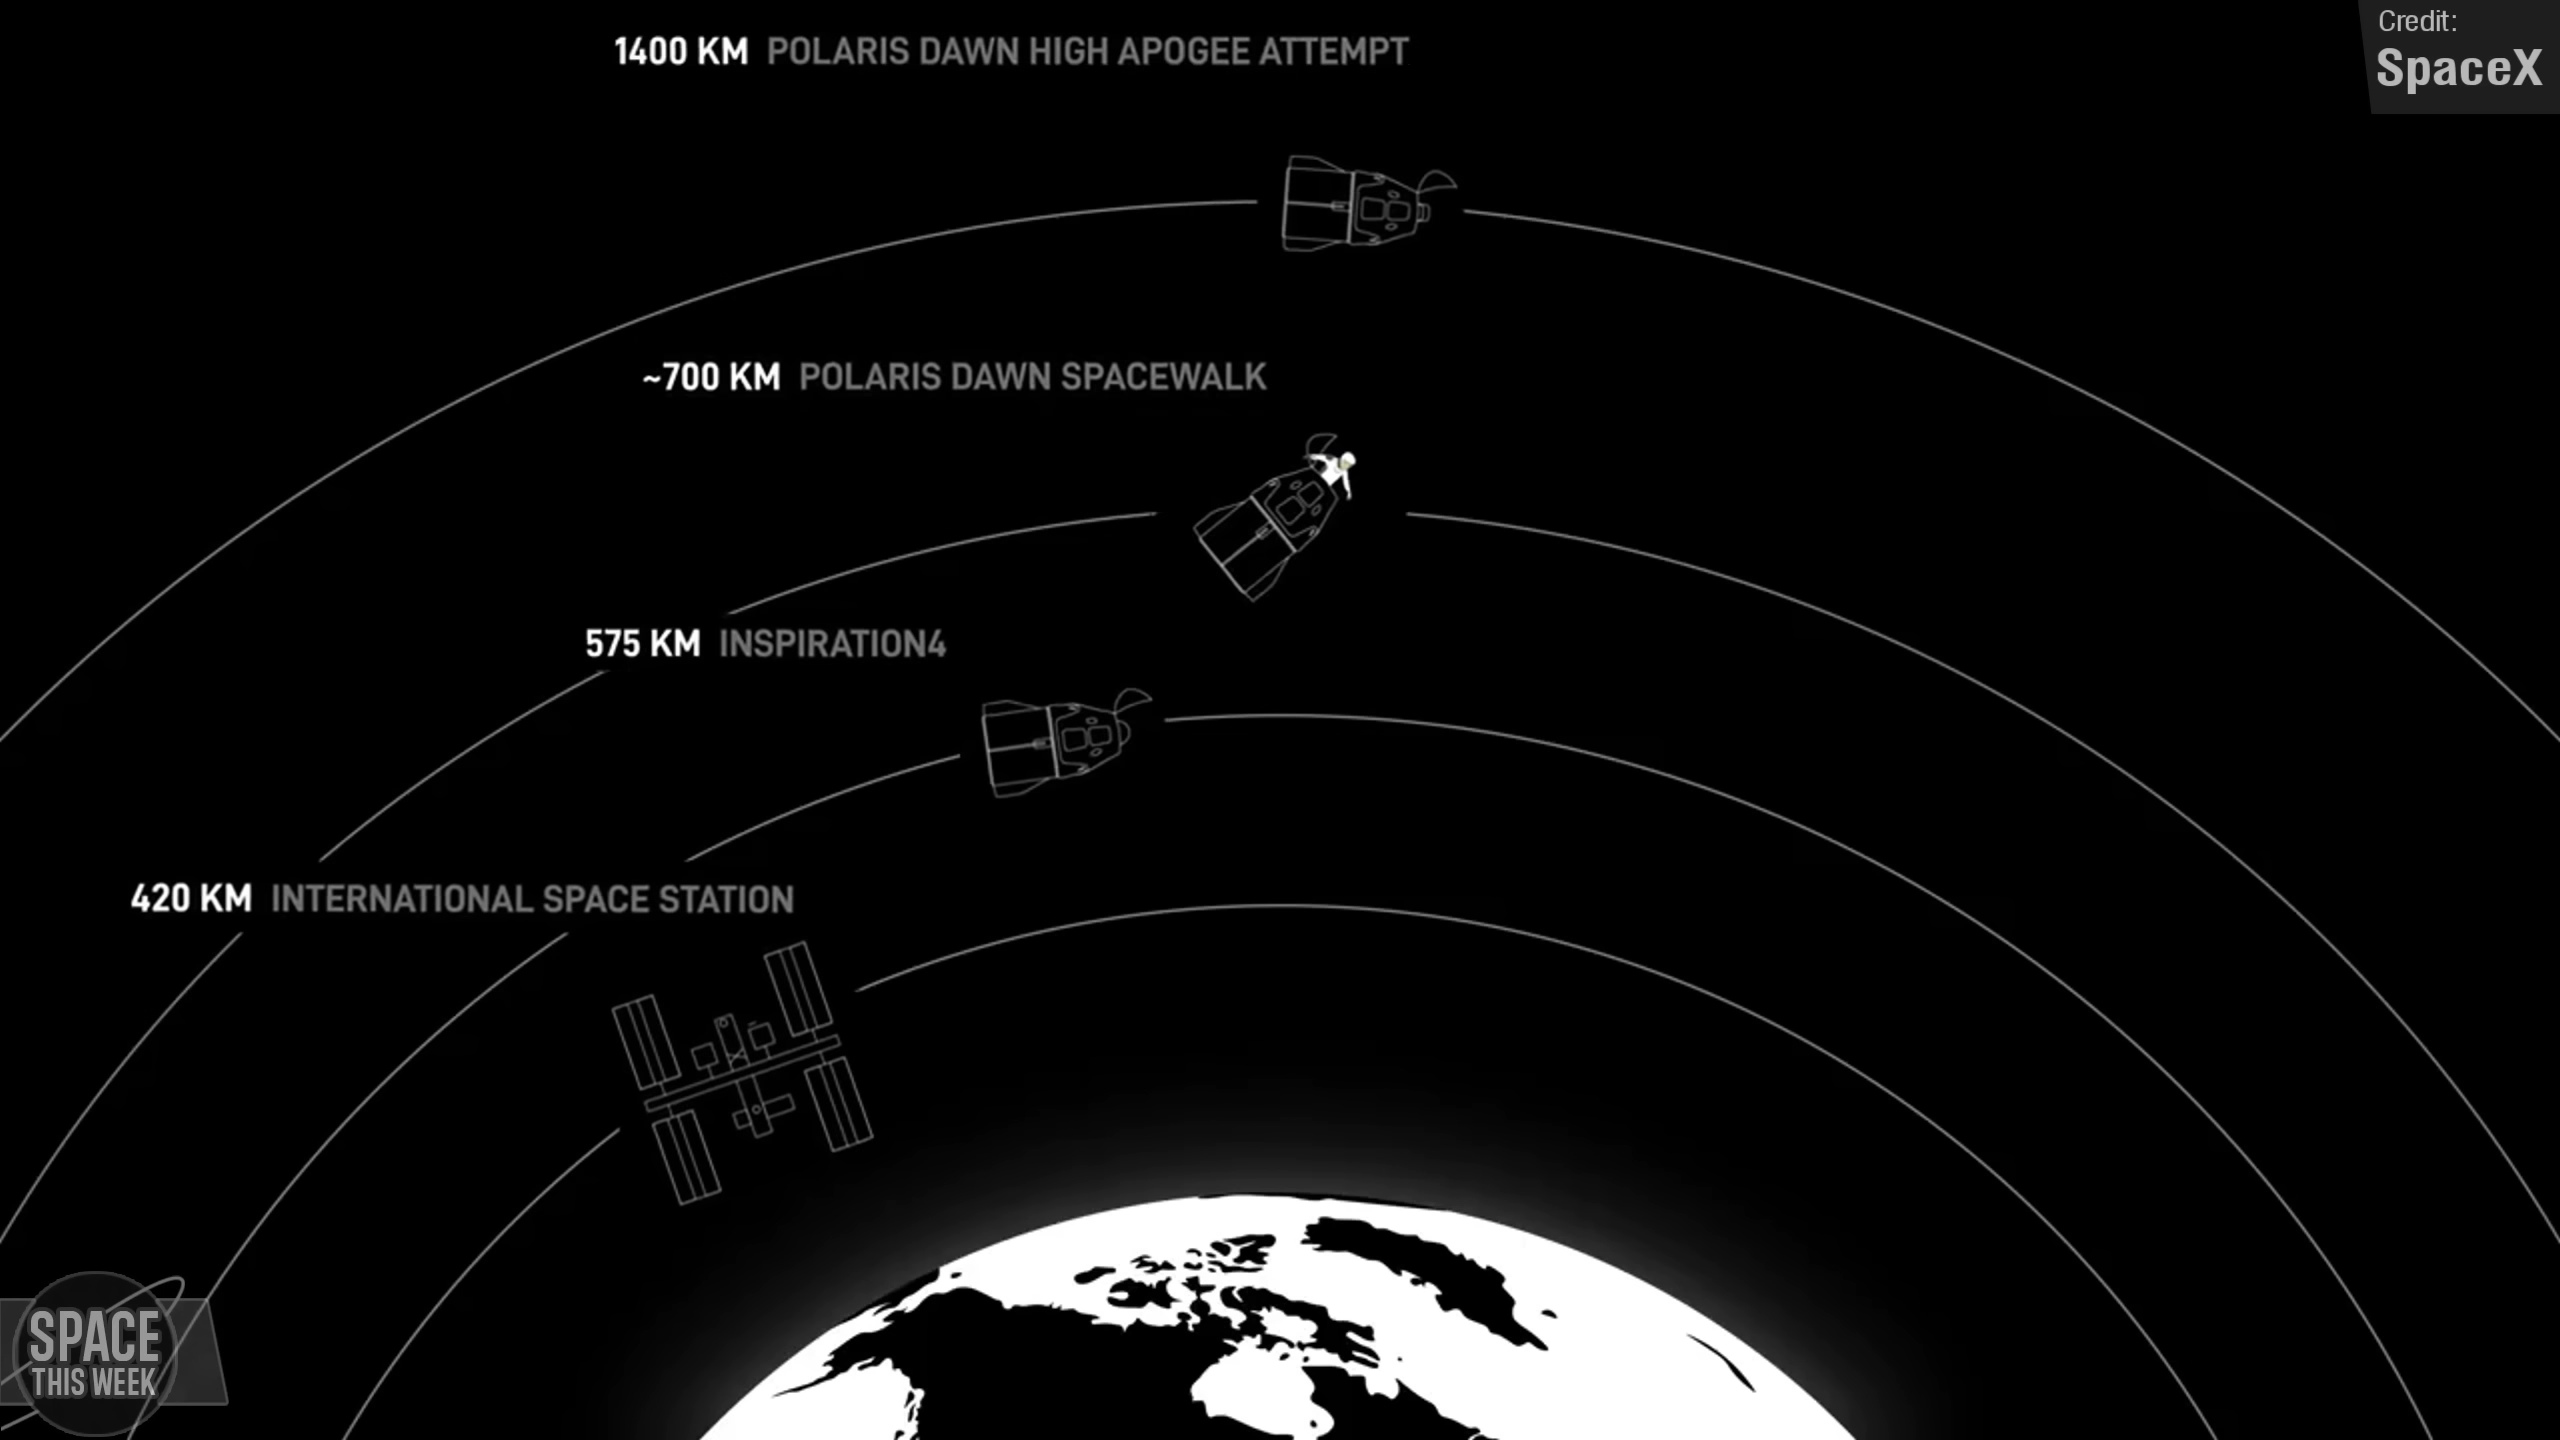 Credit:
SpaceX
1400 KM POLARIS DAWN HIGH APOGEE ATTEMPT
~700 KM POLARIS DAWN SPACEWALK
575 KM INSPIRATION4
420 KM INTERNATIONAL SPACE STATION
SPACE
THIS WEEK